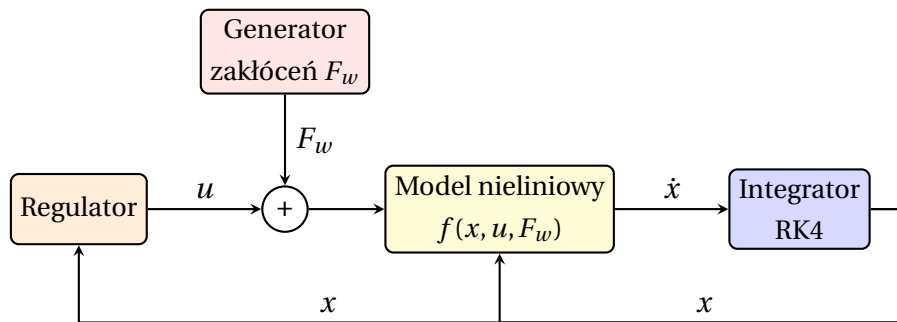 Generator
zakłóceń F_w
F_w
Regulator
u
+
Model nieliniowy
f(x, u, F_w)
ẋ
Integrator
RK4
x
x